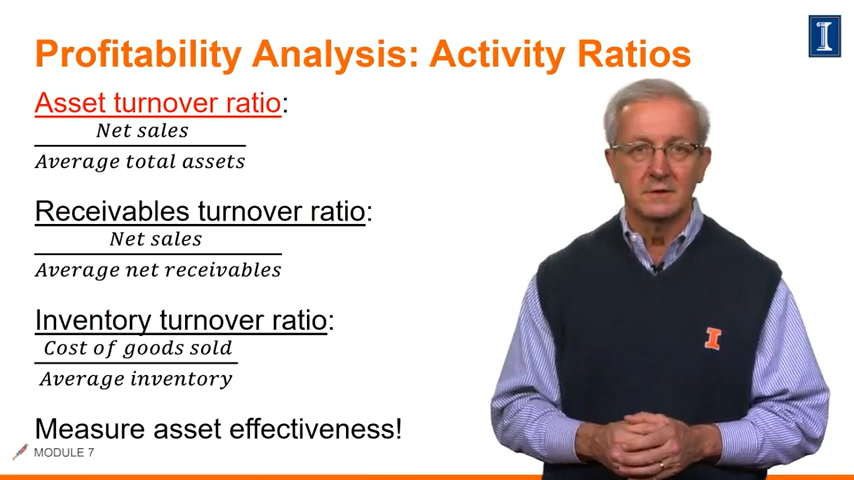 Profitability Analysis: Activity Ratios
I
Asset turnover ratio:
Net sales
Average total assets
Receivables turnover ratio:
Net sales
Average net receivables
Inventory turnover ratio:
Cost of goods sold
Average inventory
I
Measure asset effectiveness!
MODULE 7